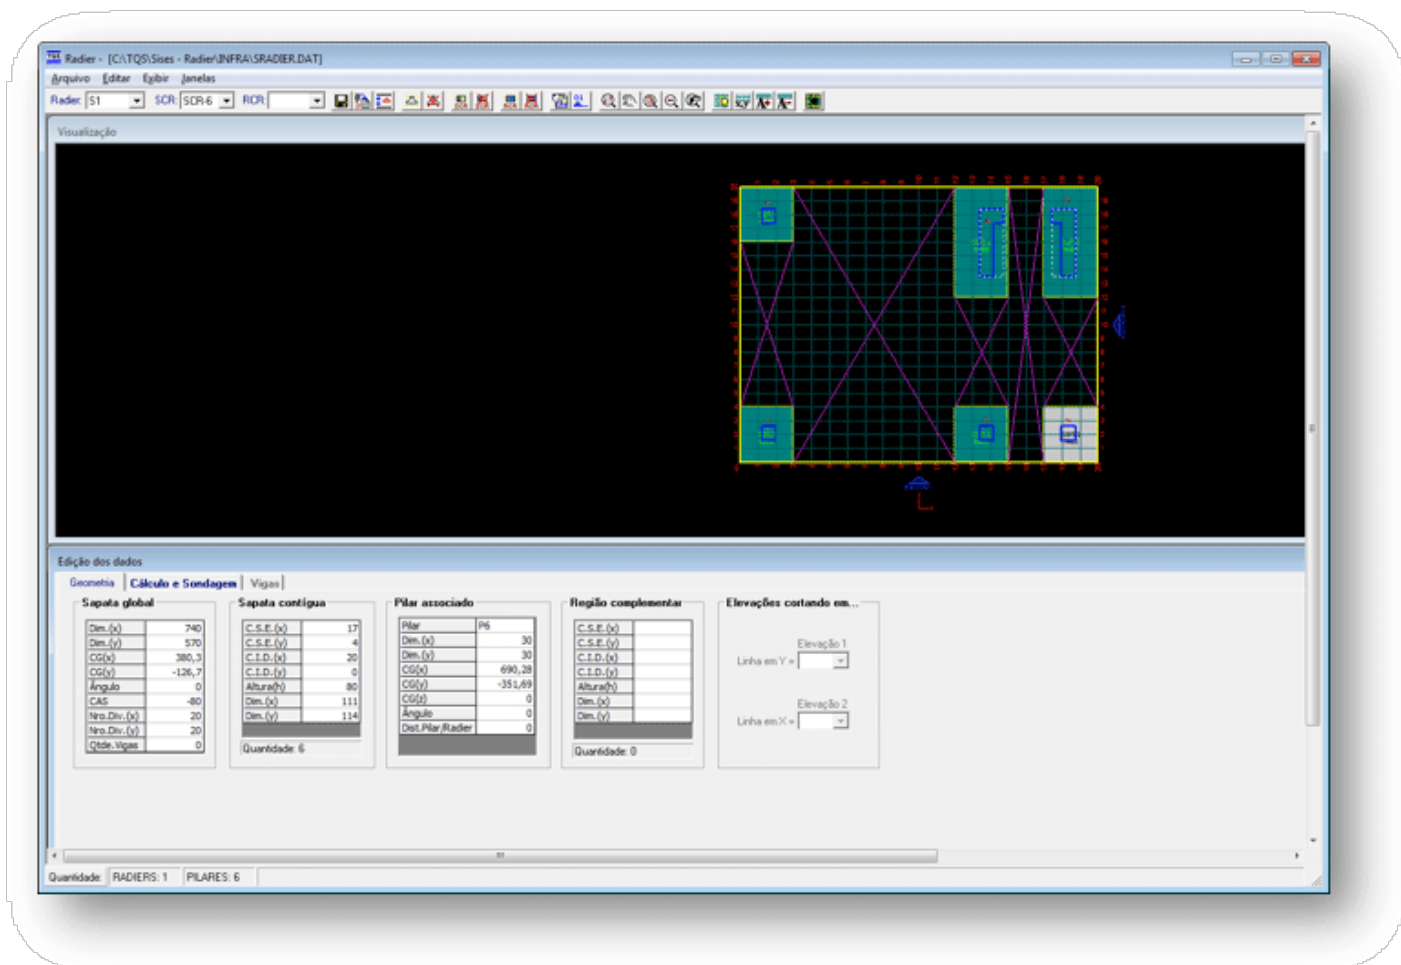 Radier - [C:\TQS\Sises - Radier\INFRA\SRADIER.DAT]
Arquivo Editar Exibir Janelas
Radier: S1 SCR: SCR-6 RCR:
Visualização
Edição dos dados
Geometria Cálculo e Sondagem Vigas
Sapata global
Dim.(x) 740
Dim.(y) 570
CG(x) 380,3
CG(y) -126,7
Ângulo 0
CAS -80
Nro.Div.(x) 20
Nro.Div.(y) 20
Qtde.Vigas 0
Sapata contígua
C.S.E.(x) 17
C.S.E.(y) 4
C.I.D.(x) 20
C.I.D.(y) 0
Altura(h) 80
Dim.(x) 111
Dim.(y) 114
Quantidade: 6
Pilar associado
Pilar P6
Dim.(x) 30
Dim.(y) 30
CG(x) 690,28
CG(y) -351,69
CG(z) 0
Ângulo 0
Dist.Pilar/Radier 0
Região complementar
C.S.E.(x)
C.S.E.(y)
C.I.D.(x)
C.I.D.(y)
Altura(h)
Dim.(x)
Dim.(y)
Quantidade: 0
Elevações cortando em...
Elevação 1
Linha em Y =
Elevação 2
Linha em X =
Quantidade: RADIERS: 1 PILARES: 6